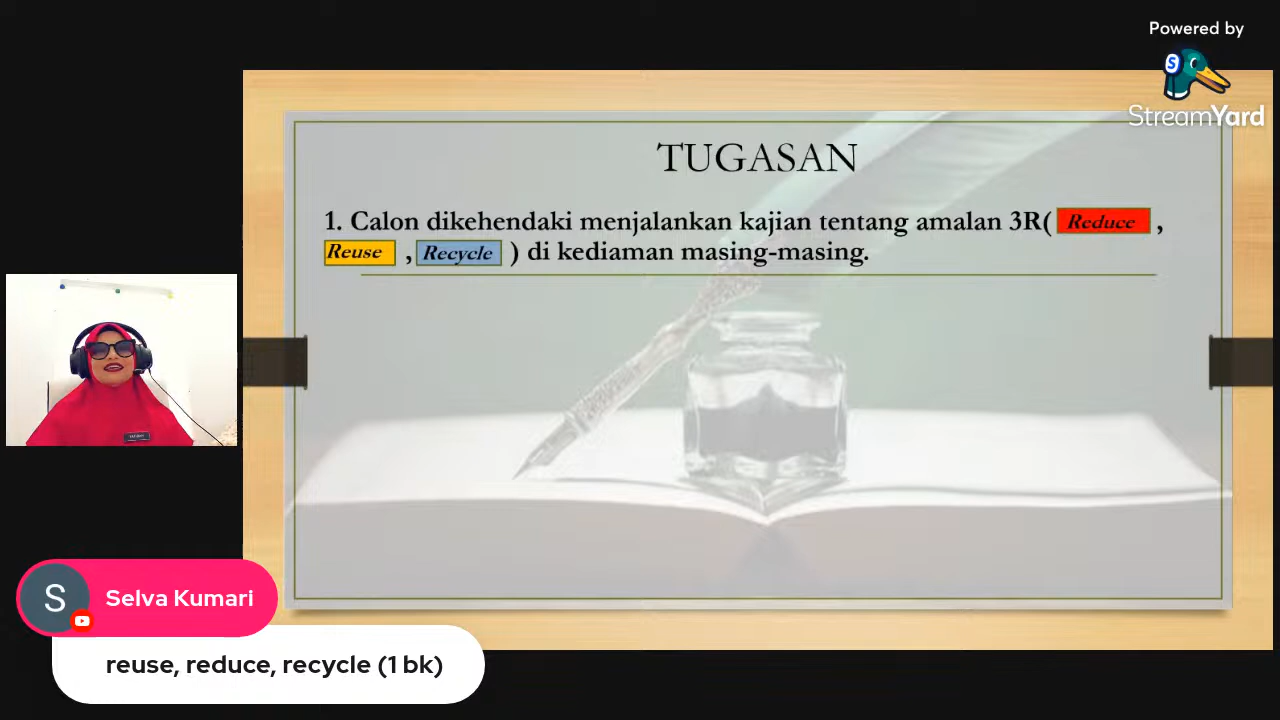 Powered by
S
StreamYard
TUGASAN
1. Calon dikehendaki menjalankan kajian tentang amalan 3R( Reduce ,
Reuse , Recycle ) di kediaman masing-masing.
S
Selva Kumari
reuse, reduce, recycle (1 bk)